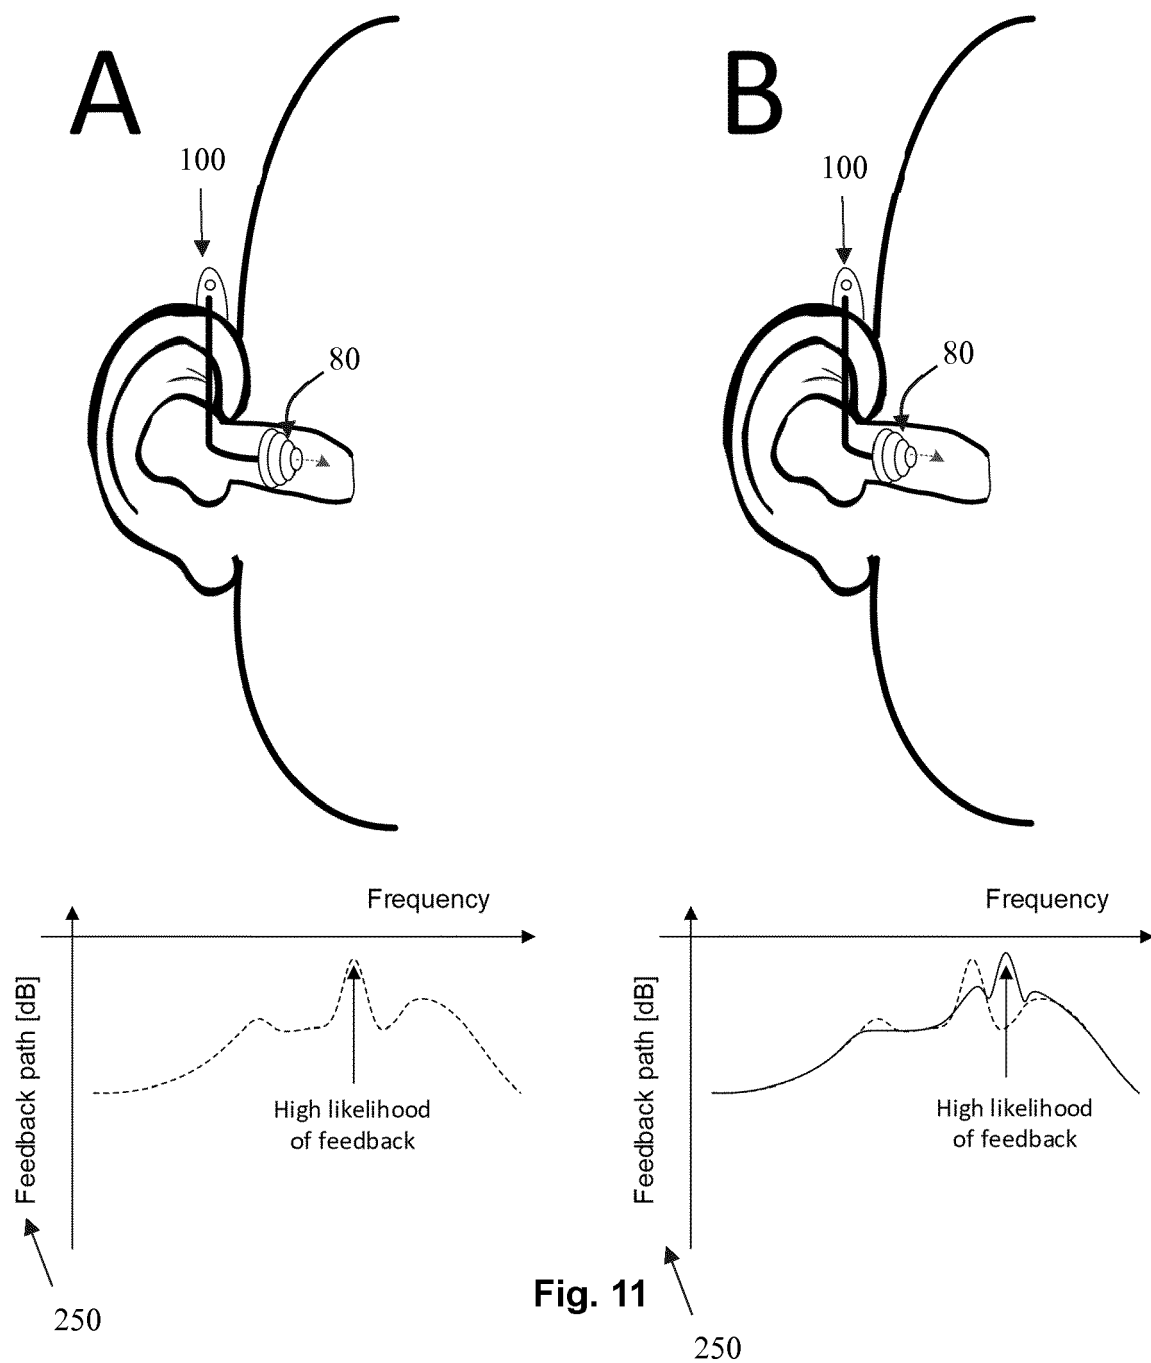 A
B
100
100
80
80
Frequency
Frequency
Feedback path [dB]
Feedback path [dB]
High likelihood
of feedback
High likelihood
of feedback
250
Fig. 11
250